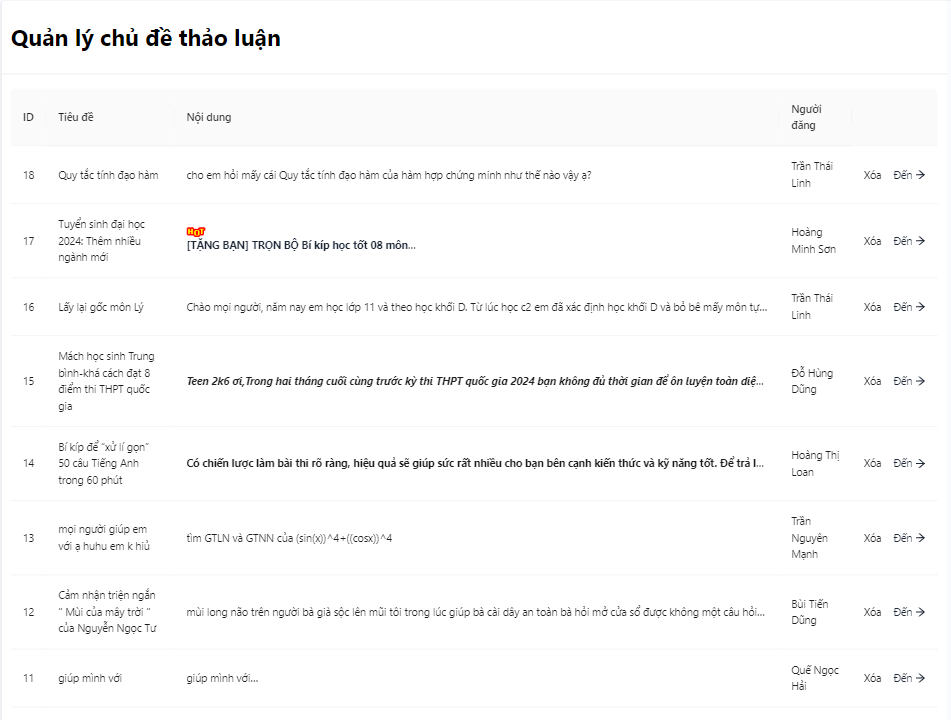 Quản lý chủ đề thảo luận
ID Tiêu đề Nội dung Người
đăng
18 Quy tắc tính đạo hàm cho em hỏi mấy cái Quy tắc tính đạo hàm của hàm hợp chứng minh như thế nào vậy ạ? Trần Thái
Linh Xóa Đến →
17 Tuyển sinh đại học
2024: Thêm nhiều
ngành mới
HOT
[TẶNG BẠN] TRỌN BỘ Bí kíp học tốt 08 môn...
Hoàng
Minh Sơn Xóa Đến →
16 Lấy lại gốc môn Lý Chào mọi người, năm nay em học lớp 11 và theo học khối D. Từ lúc học c2 em đã xác định học khối D và bỏ bê mấy môn tự... Trần Thái
Linh Xóa Đến →
15 Mách học sinh Trung
bình-khá cách đạt 8
điểm thi THPT quốc
gia
Teen 2k6 ơi,Trong hai tháng cuối cùng trước kỳ thi THPT quốc gia 2024 bạn không đủ thời gian để ôn luyện toàn diệ...
Đỗ Hùng
Dũng Xóa Đến →
14 Bí kíp để "xử lí gọn"
50 câu Tiếng Anh
trong 60 phút
Có chiến lược làm bài thi rõ ràng, hiệu quả sẽ giúp sức rất nhiều cho bạn bên cạnh kiến thức và kỹ năng tốt. Để trả l...
Hoàng Thị
Loan Xóa Đến →
13 mọi người giúp em
với ạ huhu em k hiủ
tìm GTLN và GTNN của (sin(x))^4+((cosx))^4
Trần
Nguyên
Mạnh Xóa Đến →
12 Cảm nhận triện ngắn
" Mùi của mây trời "
của Nguyễn Ngọc Tư
mùi long não trên người bà già sộc lên mũi tôi trong lúc giúp bà cài dây an toàn bà hỏi mở cửa sổ được không một câu hỏi...
Bùi Tiến
Dũng Xóa Đến →
11 giúp mình với giúp mình với... Quế Ngọc
Hải Xóa Đến →